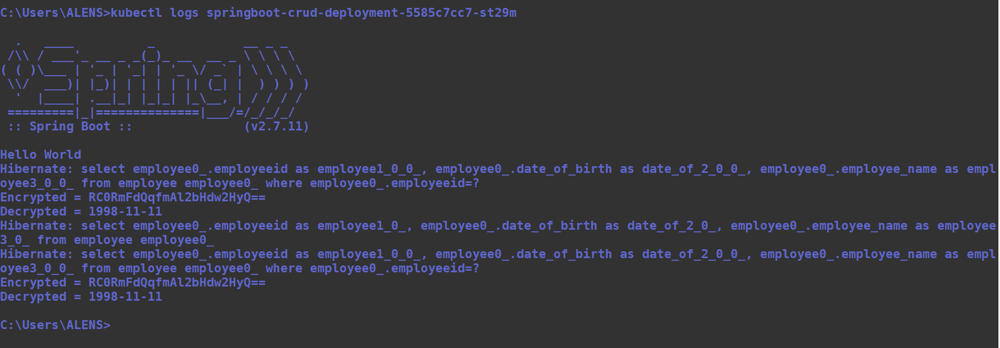 C:\Users\ALENS>kubectl logs springboot-crud-deployment-5585c7cc7-st29m

  .   ____          _            __ _ _
 /\\ / ___'_ __ _ _(_)_ __  __ _ \ \ \ \
( ( )\___ | '_ | '_| | '_ \/ _` | \ \ \ \
 \\/  ___)| |_)| | | | | || (_| |  ) ) ) )
  '  |____| .__|_| |_|_| |_\__, | / / / /
 =========|_|==============|___/=/_/_/_/
 :: Spring Boot ::               (v2.7.11)

Hello World
Hibernate: select employee0_.employeeid as employee1_0_0_, employee0_.date_of_birth as date_of_2_0_0_, employee0_.employee_name as empl
oyee3_0_0_ from employee employee0_ where employee0_.employeeid=?
Encrypted = RC0RmFdQqfmAl2bHdw2HyQ==
Decrypted = 1998-11-11
Hibernate: select employee0_.employeeid as employee1_0_, employee0_.date_of_birth as date_of_2_0_, employee0_.employee_name as employee
3_0_ from employee employee0_
Hibernate: select employee0_.employeeid as employee1_0_0_, employee0_.date_of_birth as date_of_2_0_0_, employee0_.employee_name as empl
oyee3_0_0_ from employee employee0_ where employee0_.employeeid=?
Encrypted = RC0RmFdQqfmAl2bHdw2HyQ==
Decrypted = 1998-11-11

C:\Users\ALENS>